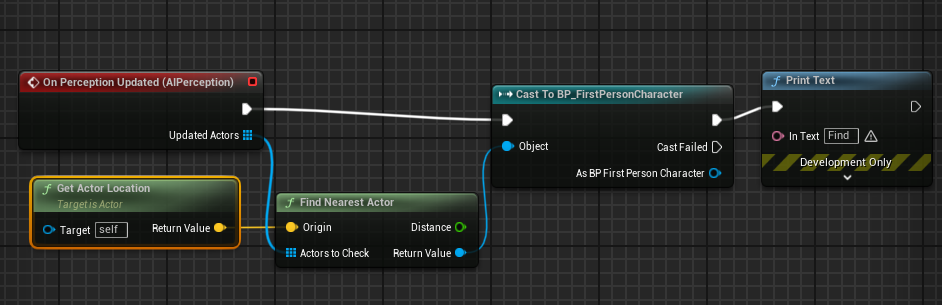 On Perception Updated (AIPerception)
Updated Actors
Get Actor Location
Target is Actor
Target self Return Value
Find Nearest Actor
Origin Distance
Actors to Check Return Value
Cast To BP_FirstPersonCharacter
Object Cast Failed
As BP First Person Character
Print Text
In Text Find
Development Only